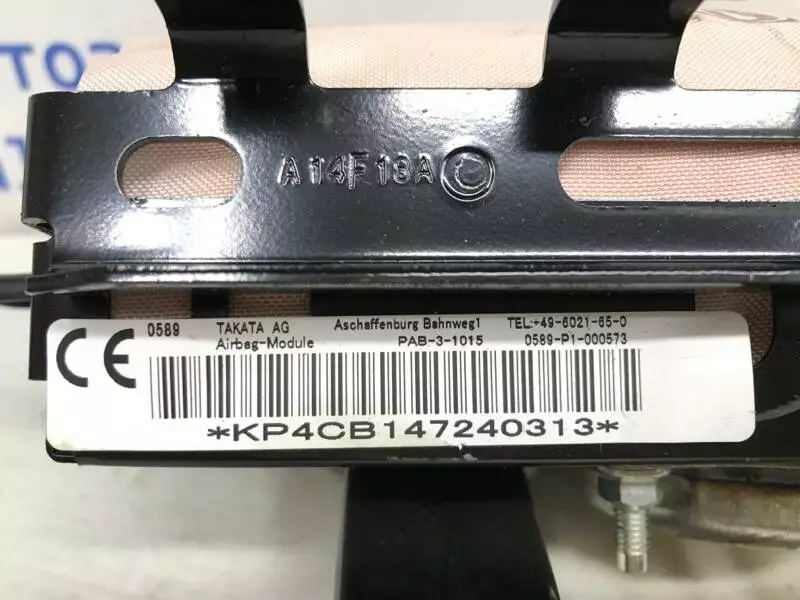 A14F13A C
CE 0589 TAKATA AG Aschaffenburg Bahnweg1 TEL:+49-6021-65-0
Airbag-Module PAB-3-1015 0589-P1-000573
*KP4CB147240313*